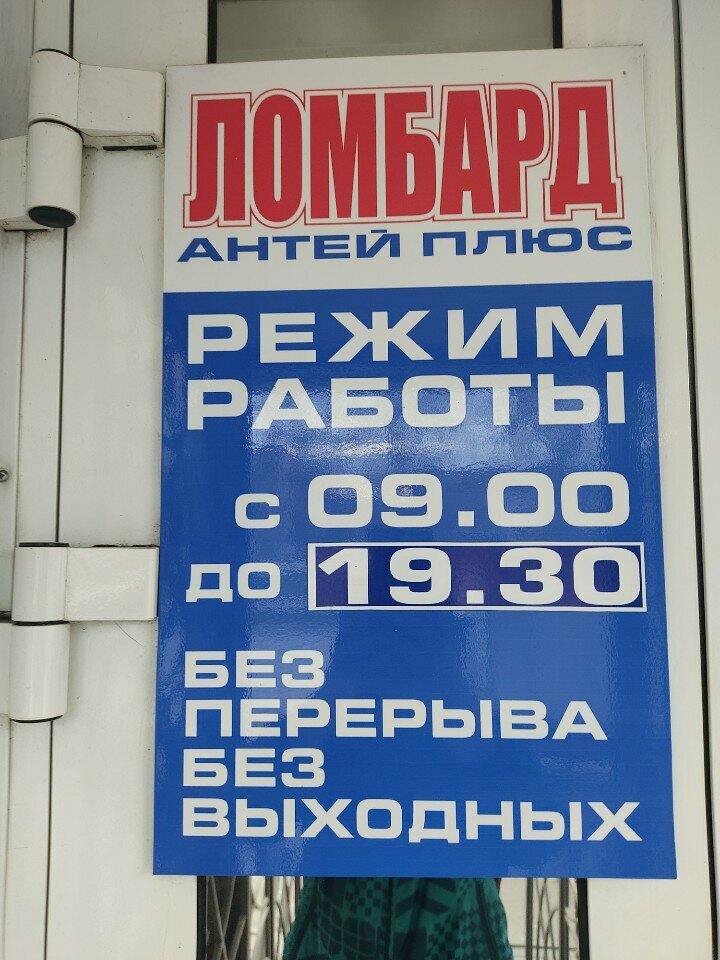 ЛОМБАРД
АНТЕЙ ПЛЮС
РЕЖИМ
РАБОТЫ
с 09.00
до 19.30
БЕЗ
ПЕРЕРЫВА
БЕЗ
ВЫХОДНЫХ